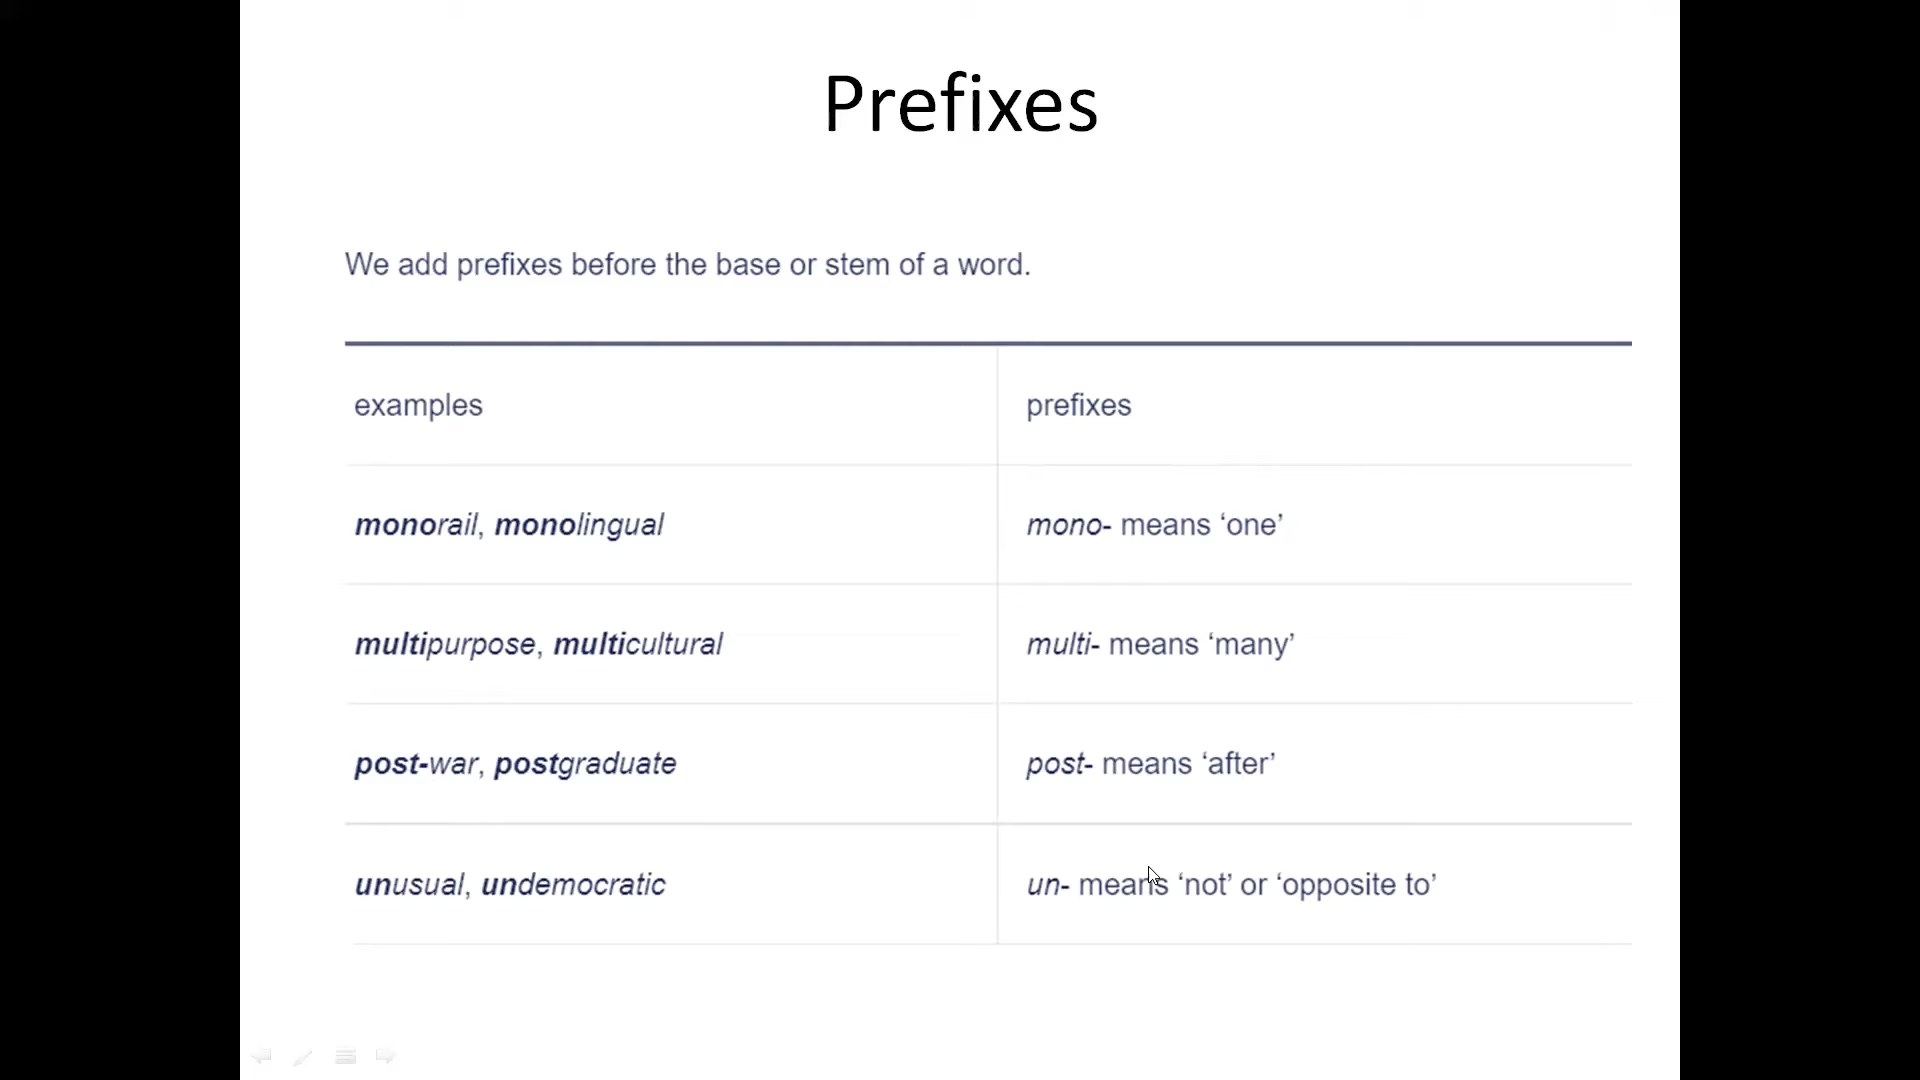 Prefixes
We add prefixes before the base or stem of a word.
examples prefixes
monorail, monolingual mono- means ‘one’
multipurpose, multicultural multi- means ‘many’
post-war, postgraduate post- means ‘after’
unusual, undemocratic un- means ‘not’ or ‘opposite to’